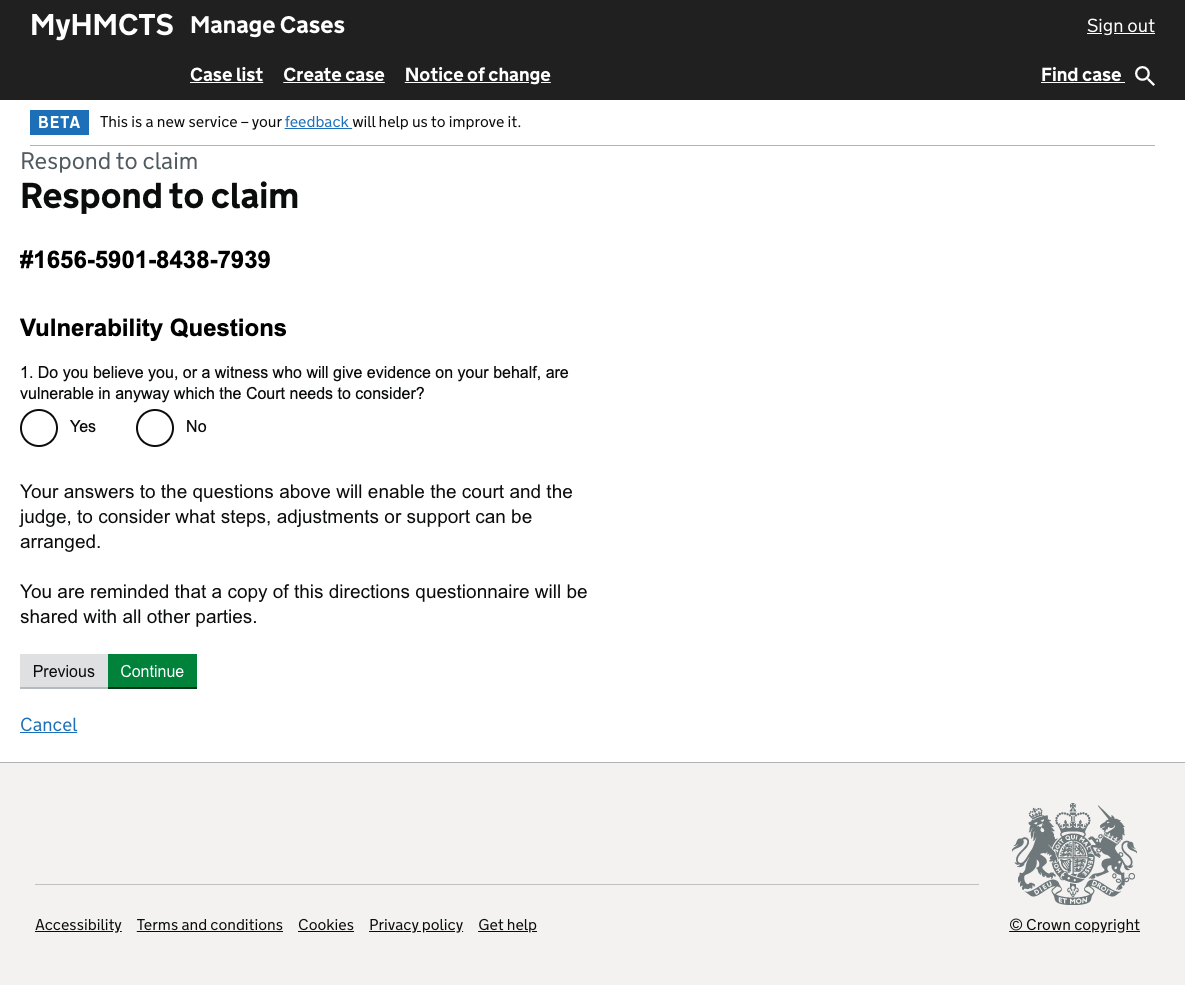 MyHMCTS Manage Cases Sign out
Case list Create case Notice of change Find case
BETA This is a new service – your feedback will help us to improve it.
Respond to claim
Respond to claim
#1656-5901-8438-7939
Vulnerability Questions
1. Do you believe you, or a witness who will give evidence on your behalf, are
vulnerable in anyway which the Court needs to consider?
Yes No
Your answers to the questions above will enable the court and the
judge, to consider what steps, adjustments or support can be
arranged.
You are reminded that a copy of this directions questionnaire will be
shared with all other parties.
Previous Continue
Cancel
DIEU ET MON DROIT
Accessibility Terms and conditions Cookies Privacy policy Get help © Crown copyright